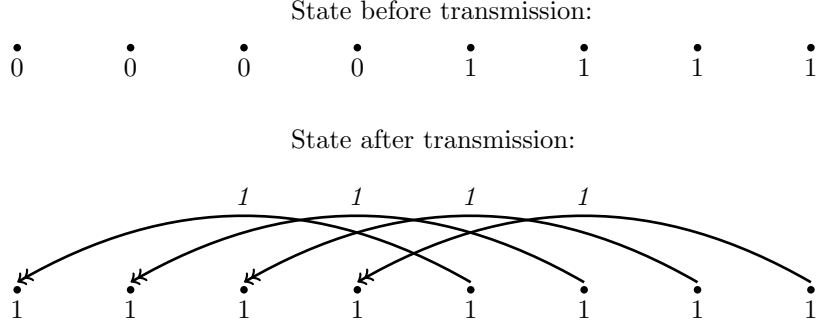 State before transmission:
0 0 0 0 1 1 1 1
State after transmission:
1 1 1 1
1 1 1 1 1 1 1 1